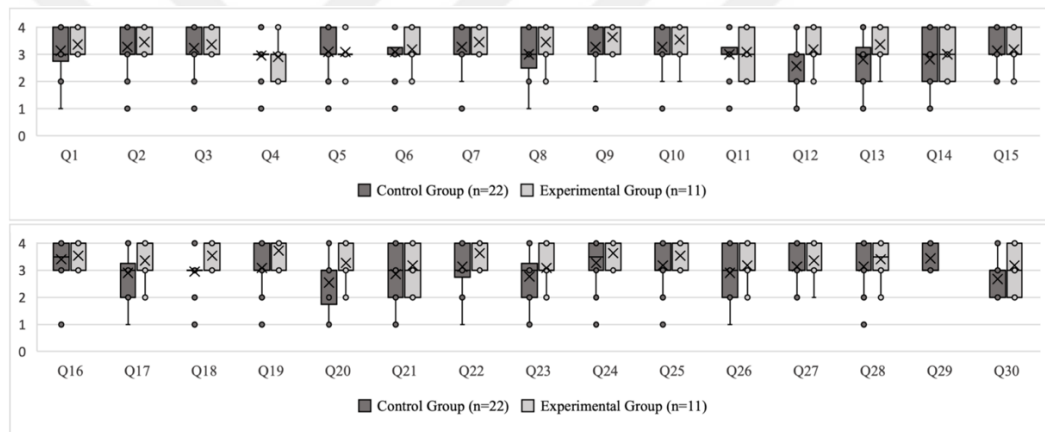 4
3
2
1
0
Q1 Q2 Q3 Q4 Q5 Q6 Q7 Q8 Q9 Q10 Q11 Q12 Q13 Q14 Q15
Control Group (n=22) Experimental Group (n=11)
4
3
2
1
0
Q16 Q17 Q18 Q19 Q20 Q21 Q22 Q23 Q24 Q25 Q26 Q27 Q28 Q29 Q30
Control Group (n=22) Experimental Group (n=11)